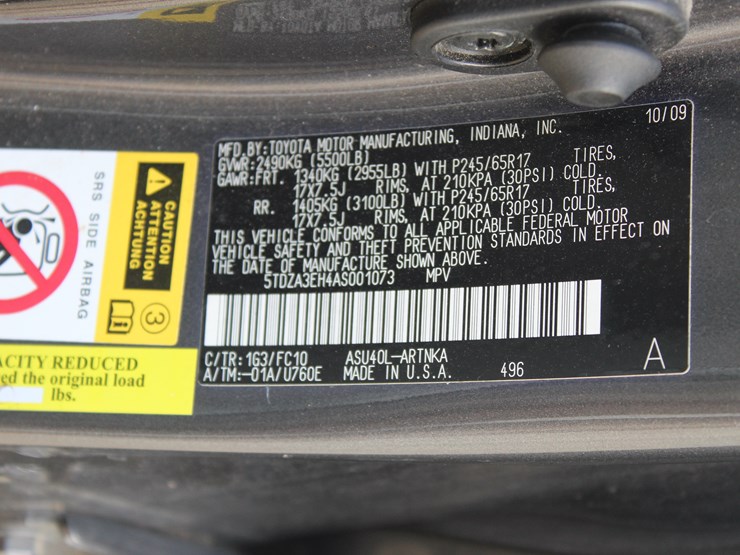 MFD. BY: TOYOTA MOTOR MANUFACTURING, INDIANA, INC. 10/09
GVWR: 2490KG (5500LB)
GAWR: FRT. 1340KG (2955LB) WITH P245/65R17 TIRES,
17X7.5J RIMS, AT 210KPA (30PSI) COLD.
RR. 1405KG (3100LB) WITH P245/65R17 TIRES,
17X7.5J RIMS, AT 210KPA (30PSI) COLD.
THIS VEHICLE CONFORMS TO ALL APPLICABLE FEDERAL MOTOR
VEHICLE SAFETY AND THEFT PREVENTION STANDARDS IN EFFECT ON
THE DATE OF MANUFACTURE SHOWN ABOVE.
5TDZA3EH4AS001073 MPV
C/TR: 1G3/FC10 ASU40L-ARTNKA
A/TM:-01A/U760E MADE IN U.S.A. 496 A
SRS SIDE AIRBAG
CAUTION
ATTENTION
ACHTUNG
3
ACITY REDUCED
ed the original load
lbs.